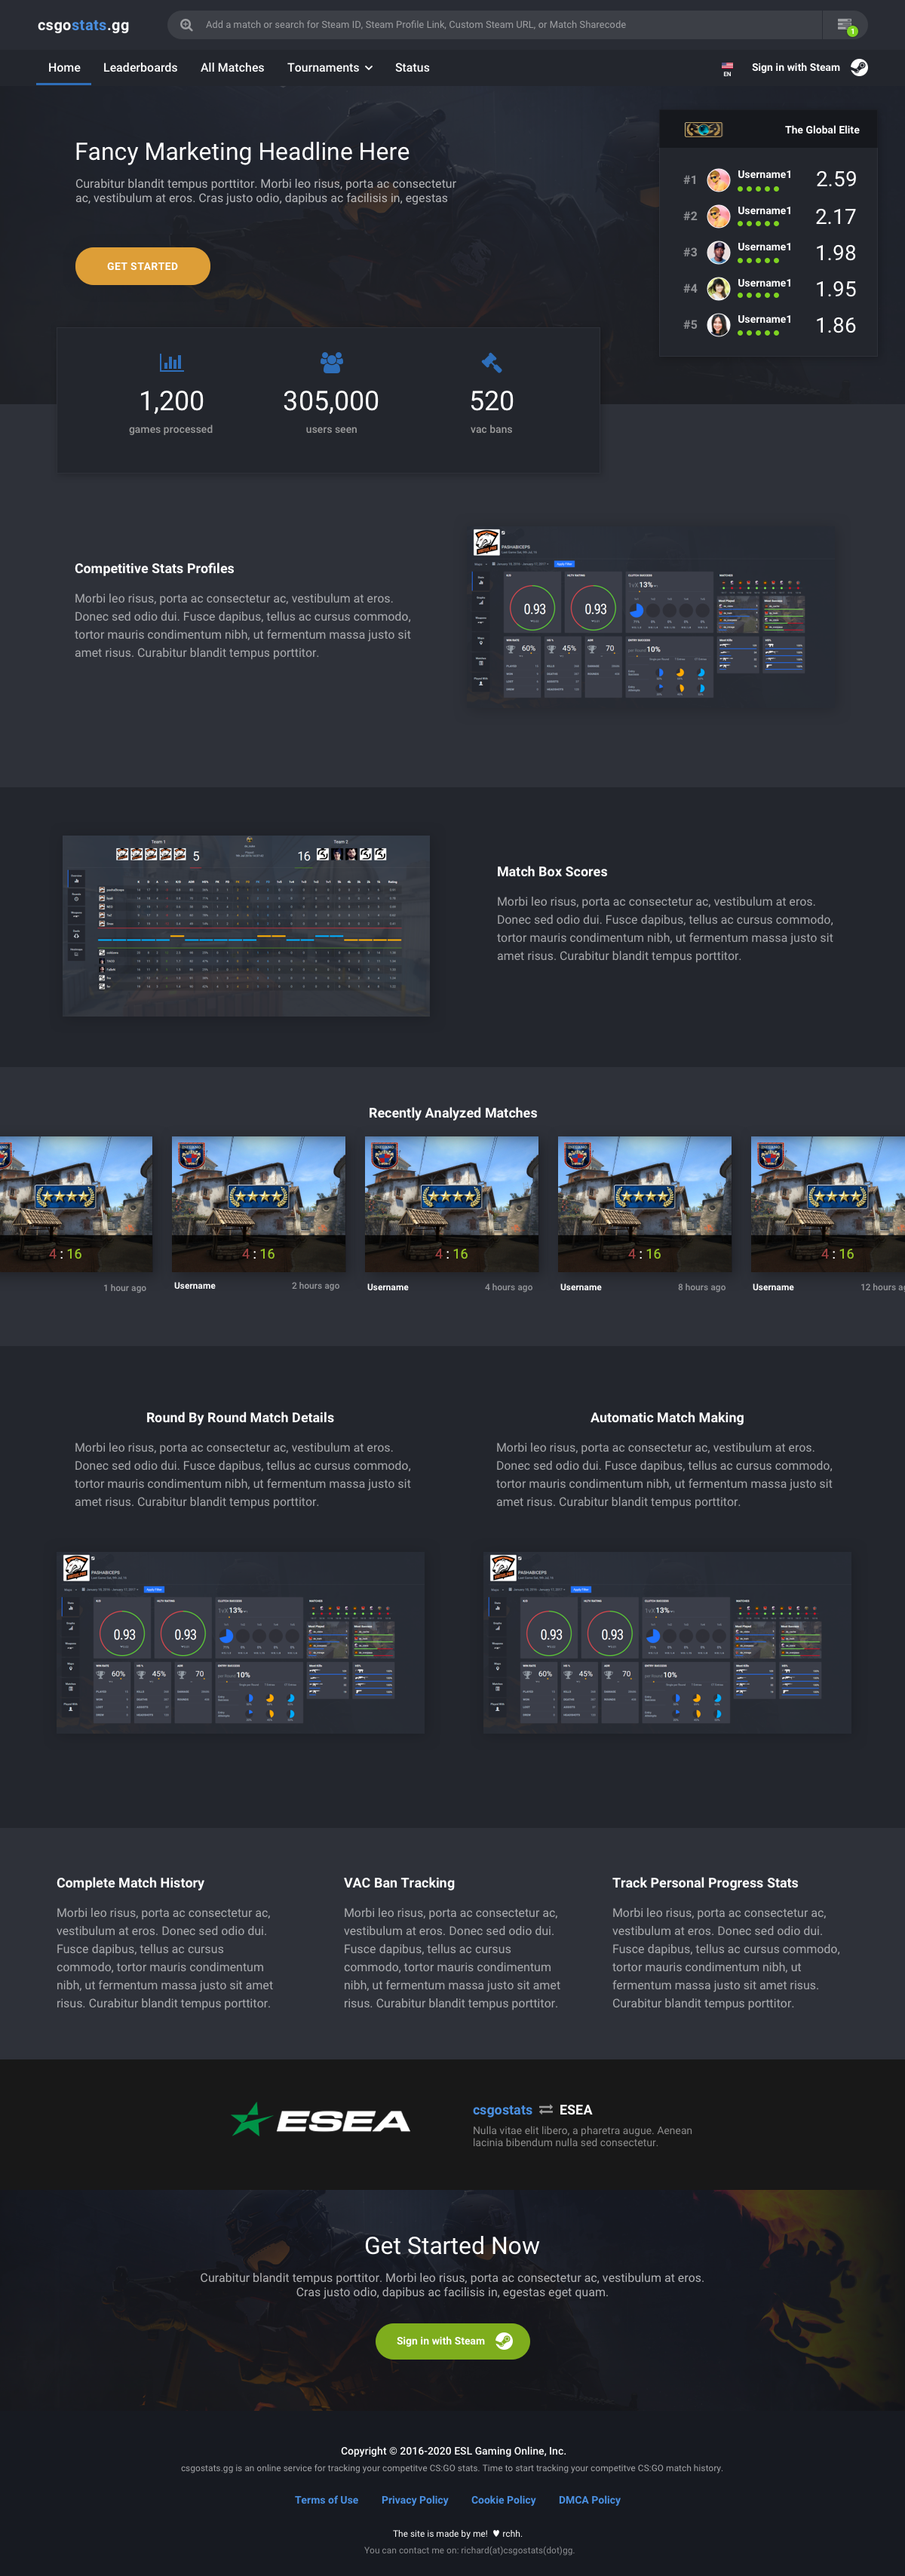 csgostats.gg
Add a match or search for Steam ID, Steam Profile Link, Custom Steam URL, or Match Sharecode
1
Home Leaderboards All Matches Tournaments Status
EN
Sign in with Steam
Fancy Marketing Headline Here
Curabitur blandit tempus porttitor. Morbi leo risus, porta ac consectetur
ac, vestibulum at eros. Cras justo odio, dapibus ac facilisis in, egestas
GET STARTED
The Global Elite
#1 Username1 2.59
#2 Username1 2.17
#3 Username1 1.98
#4 Username1 1.95
#5 Username1 1.86
1,200 305,000 520
games processed users seen vac bans
Competitive Stats Profiles
Morbi leo risus, porta ac consectetur ac, vestibulum at eros.
Donec sed odio dui. Fusce dapibus, tellus ac cursus commodo,
tortor mauris condimentum nibh, ut fermentum massa justo sit
amet risus. Curabitur blandit tempus porttitor.
PASHABICEPS
0.93 0.93
13%
60% 45% 70
10%
Team 1 Team 2
5 16
Match Box Scores
Morbi leo risus, porta ac consectetur ac, vestibulum at eros.
Donec sed odio dui. Fusce dapibus, tellus ac cursus commodo,
tortor mauris condimentum nibh, ut fermentum massa justo sit
amet risus. Curabitur blandit tempus porttitor.
Recently Analyzed Matches
4 : 16 4 : 16 4 : 16 4 : 16 4 : 16
1 hour ago
Username 2 hours ago
Username 4 hours ago
Username 8 hours ago
Username 12 hours ag
Round By Round Match Details
Morbi leo risus, porta ac consectetur ac, vestibulum at eros.
Donec sed odio dui. Fusce dapibus, tellus ac cursus commodo,
tortor mauris condimentum nibh, ut fermentum massa justo sit
amet risus. Curabitur blandit tempus porttitor.
Automatic Match Making
Morbi leo risus, porta ac consectetur ac, vestibulum at eros.
Donec sed odio dui. Fusce dapibus, tellus ac cursus commodo,
tortor mauris condimentum nibh, ut fermentum massa justo sit
amet risus. Curabitur blandit tempus porttitor.
PASHABICEPS
0.93 0.93
13%
60% 45% 70
10%
PASHABICEPS
0.93 0.93
13%
60% 45% 70
10%
Complete Match History
Morbi leo risus, porta ac consectetur ac,
vestibulum at eros. Donec sed odio dui.
Fusce dapibus, tellus ac cursus
commodo, tortor mauris condimentum
nibh, ut fermentum massa justo sit amet
risus. Curabitur blandit tempus porttitor.
VAC Ban Tracking
Morbi leo risus, porta ac consectetur ac,
vestibulum at eros. Donec sed odio dui.
Fusce dapibus, tellus ac cursus
commodo, tortor mauris condimentum
nibh, ut fermentum massa justo sit amet
risus. Curabitur blandit tempus porttitor.
Track Personal Progress Stats
Morbi leo risus, porta ac consectetur ac,
vestibulum at eros. Donec sed odio dui.
Fusce dapibus, tellus ac cursus commodo,
tortor mauris condimentum nibh, ut
fermentum massa justo sit amet risus.
Curabitur blandit tempus porttitor.
ESEA
csgostats ESEA
Nulla vitae elit libero, a pharetra augue. Aenean
lacinia bibendum nulla sed consectetur.
Get Started Now
Curabitur blandit tempus porttitor. Morbi leo risus, porta ac consectetur ac, vestibulum at eros.
Cras justo odio, dapibus ac facilisis in, egestas eget quam.
Sign in with Steam
Copyright © 2016-2020 ESL Gaming Online, Inc.
csgostats.gg is an online service for tracking your competitve CS:GO stats. Time to start tracking your competitve CS:GO match history.
Terms of Use Privacy Policy Cookie Policy DMCA Policy
The site is made by me! ♥ rchh.
You can contact me on: richard(at)csgostats(dot)gg.